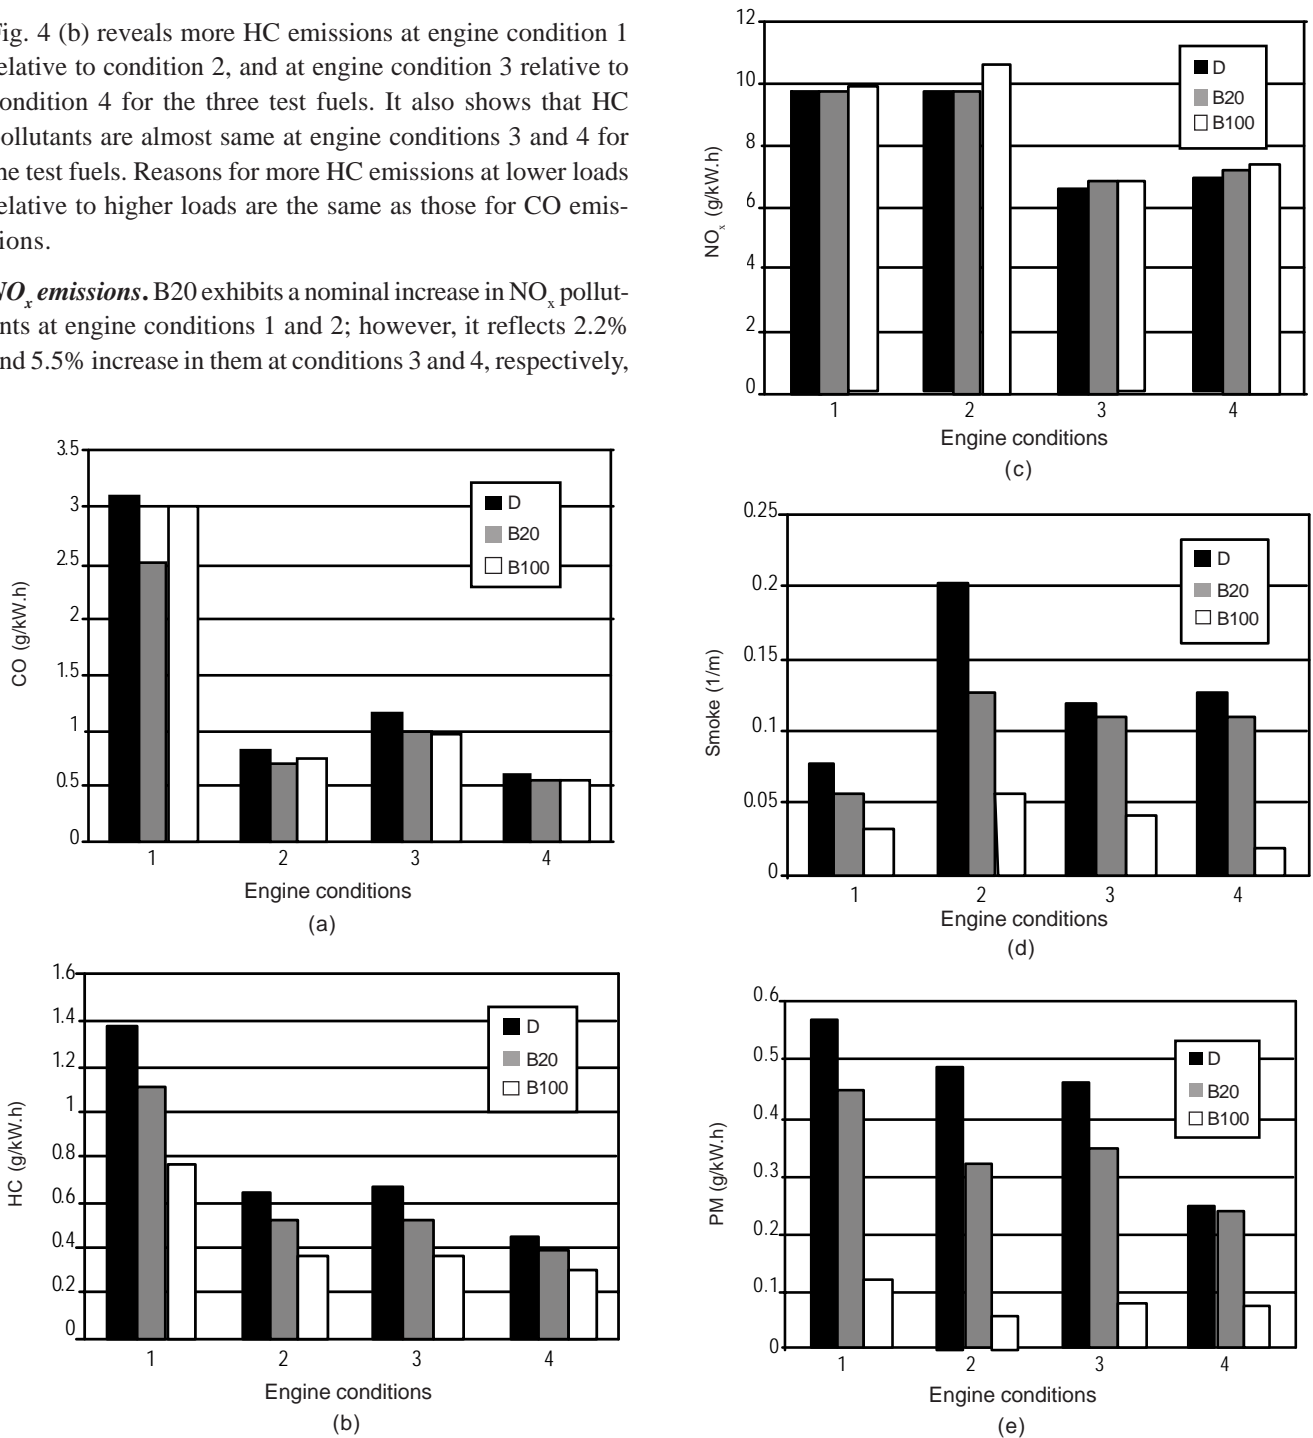 Fig. 4 (b) reveals more HC emissions at engine condition 1
relative to condition 2, and at engine condition 3 relative to
condition 4 for the three test fuels. It also shows that HC
pollutants are almost same at engine conditions 3 and 4 for
the test fuels. Reasons for more HC emissions at lower loads
relative to higher loads are the same as those for CO emis-
sions.
NOx emissions. B20 exhibits a nominal increase in NOx pollut-
ants at engine conditions 1 and 2; however, it reflects 2.2%
and 5.5% increase in them at conditions 3 and 4, respectively,
3.5
3
2.5
2
1.5
1
0.5
0
CO (g/kW.h)
D
B20
B100
1 2 3 4
Engine conditions
(a)
1.6
1.4
1.2
1
0.8
0.6
0.4
0.2
0
HC (g/kW.h)
D
B20
B100
1 2 3 4
Engine conditions
(b)
12
10
8
6
4
2
0
NOx (g/kW.h)
D
B20
B100
1 2 3 4
Engine conditions
(c)
0.25
0.2
0.15
0.1
0.05
0
Smoke (1/m)
D
B20
B100
1 2 3 4
Engine conditions
(d)
0.6
0.5
0.4
0.3
0.2
0.1
0
PM (g/kW.h)
D
B20
B100
1 2 3 4
Engine conditions
(e)